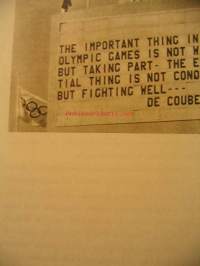 THE IMPORTANT THING IN
OLYMPIC GAMES IS NOT W
BUT TAKING PART- THE E
TIAL THING IS NOT CON
BUT FIGHTING WELL---
DE COUBE